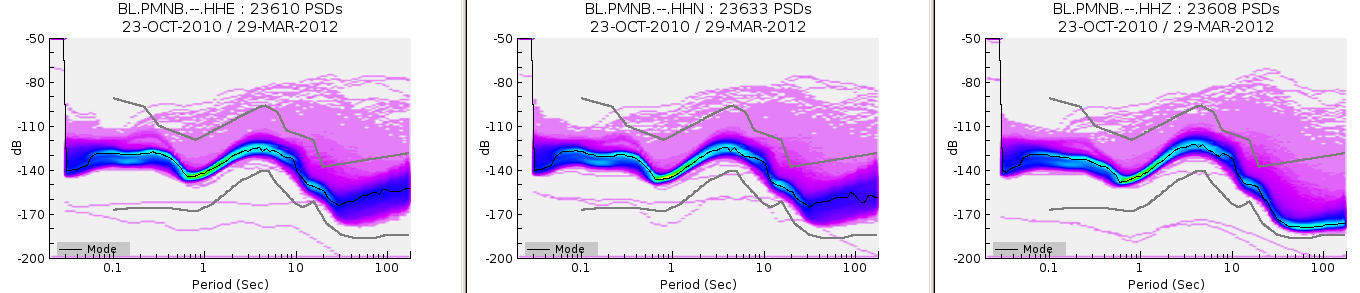 BL.PMNB.--.HHE : 23610 PSDs
23-OCT-2010 / 29-MAR-2012
-50
-80
-110
dB
-140
-170
-200
Mode
0.1 1 10 100
Period (Sec)
BL.PMNB.--.HHN : 23633 PSDs
23-OCT-2010 / 29-MAR-2012
-50
-80
-110
dB
-140
-170
-200
Mode
0.1 1 10 100
Period (Sec)
BL.PMNB.--.HHZ : 23608 PSDs
23-OCT-2010 / 29-MAR-2012
-50
-80
-110
dB
-140
-170
-200
Mode
0.1 1 10 100
Period (Sec)